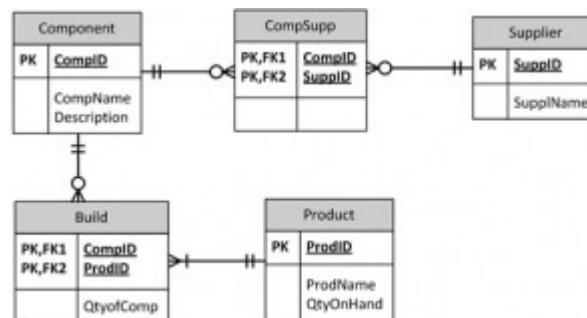 Component
PK CompID
CompName
Description
CompSupp
PK,FK1 CompID
PK,FK2 SuppID
Supplier
PK SuppID
SupplName
Build
PK,FK1 CompID
PK,FK2 ProdID
QtyofComp
Product
PK ProdID
ProdName
QtyOnHand